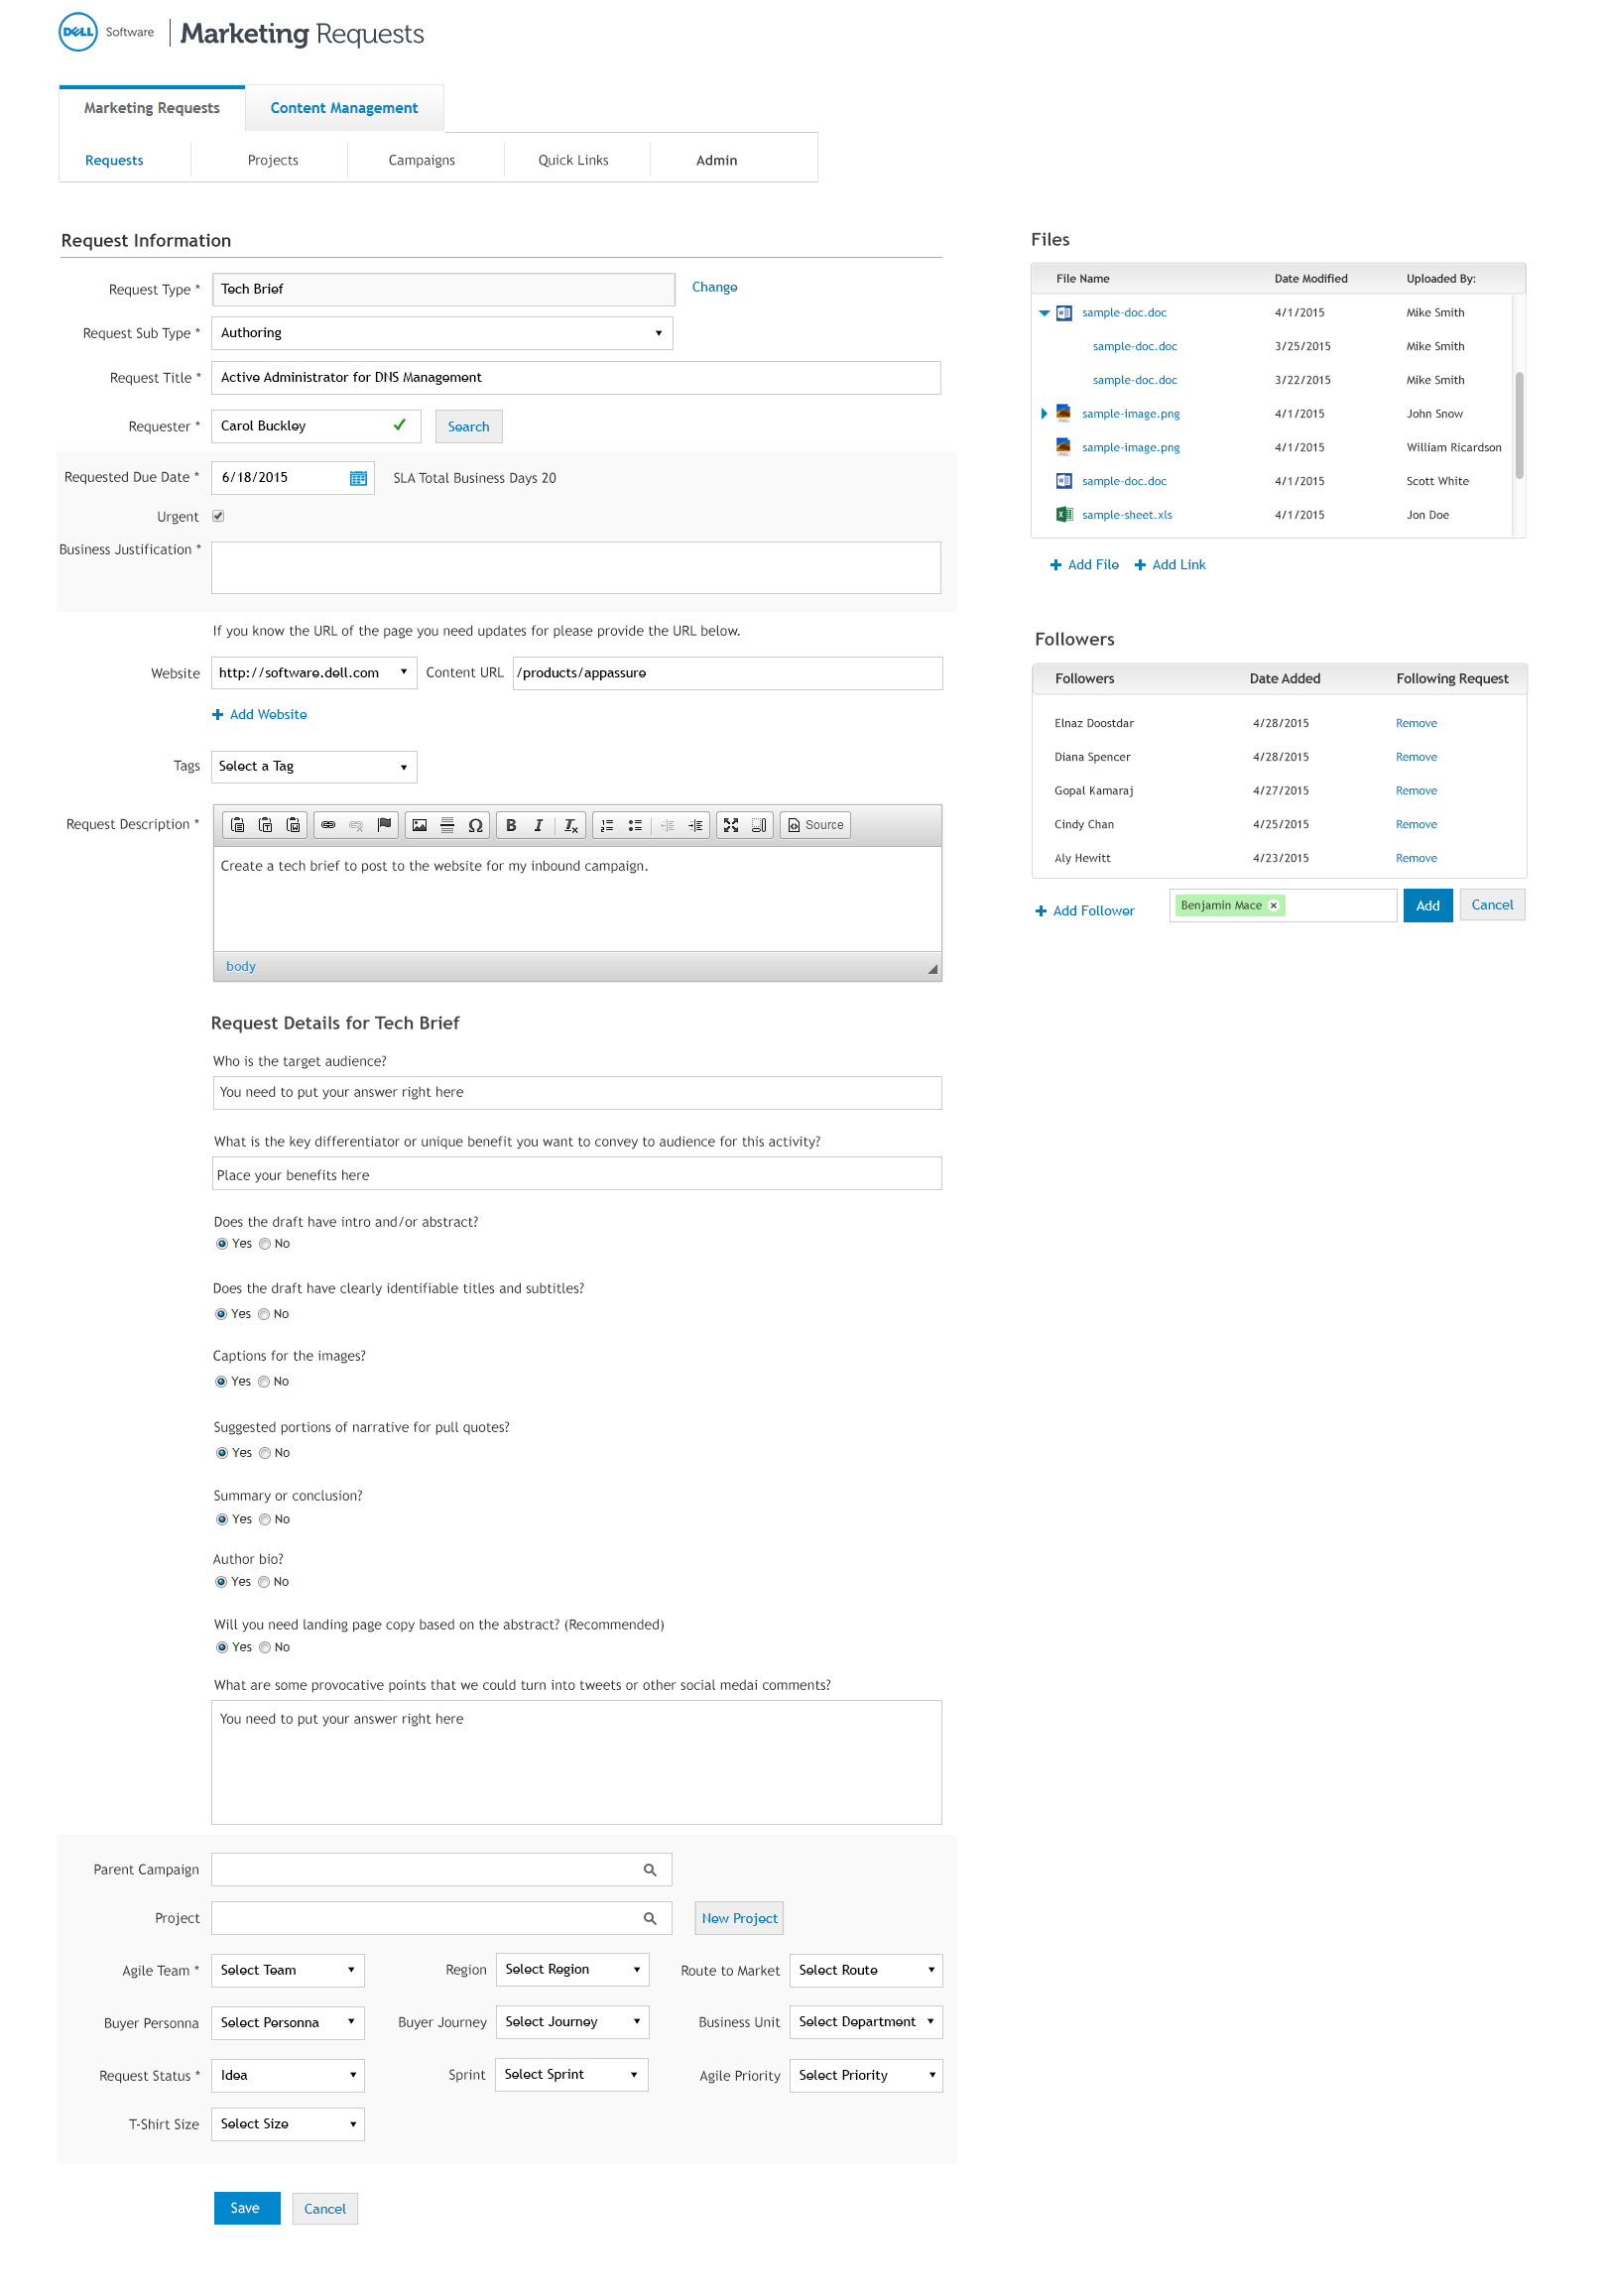 DELL Software | Marketing Requests
Marketing Requests Content Management
Requests Projects Campaigns Quick Links Admin
Request Information
Request Type * Tech Brief Change
Request Sub Type * Authoring
Request Title * Active Administrator for DNS Management
Requester * Carol Buckley Search
Requested Due Date * 6/18/2015 SLA Total Business Days 20
Urgent
Business Justification *
If you know the URL of the page you need updates for please provide the URL below.
Website http://software.dell.com Content URL /products/appassure
Add Website
Tags Select a Tag
Request Description * Source
Create a tech brief to post to the website for my inbound campaign.
body
Request Details for Tech Brief
Who is the target audience?
You need to put your answer right here
What is the key differentiator or unique benefit you want to convey to audience for this activity?
Place your benefits here
Does the draft have intro and/or abstract?
Yes No
Does the draft have clearly identifiable titles and subtitles?
Yes No
Captions for the images?
Yes No
Suggested portions of narrative for pull quotes?
Yes No
Summary or conclusion?
Yes No
Author bio?
Yes No
Will you need landing page copy based on the abstract? (Recommended)
Yes No
What are some provocative points that we could turn into tweets or other social medai comments?
You need to put your answer right here
Parent Campaign
Project New Project
Agile Team * Select Team Region Select Region Route to Market Select Route
Buyer Personna Select Personna Buyer Journey Select Journey Business Unit Select Department
Request Status * Idea Sprint Select Sprint Agile Priority Select Priority
T-Shirt Size Select Size
Save Cancel
Files
File Name Date Modified Uploaded By:
sample-doc.doc 4/1/2015 Mike Smith
sample-doc.doc 3/25/2015 Mike Smith
sample-doc.doc 3/22/2015 Mike Smith
sample-image.png 4/1/2015 John Snow
sample-image.png 4/1/2015 William Ricardson
sample-doc.doc 4/1/2015 Scott White
sample-sheet.xls 4/1/2015 Jon Doe
Add File Add Link
Followers
Followers Date Added Following Request
Elnaz Doostdar 4/28/2015 Remove
Diana Spencer 4/28/2015 Remove
Gopal Kamaraj 4/27/2015 Remove
Cindy Chan 4/25/2015 Remove
Aly Hewitt 4/23/2015 Remove
Add Follower Benjamin Mace Add Cancel